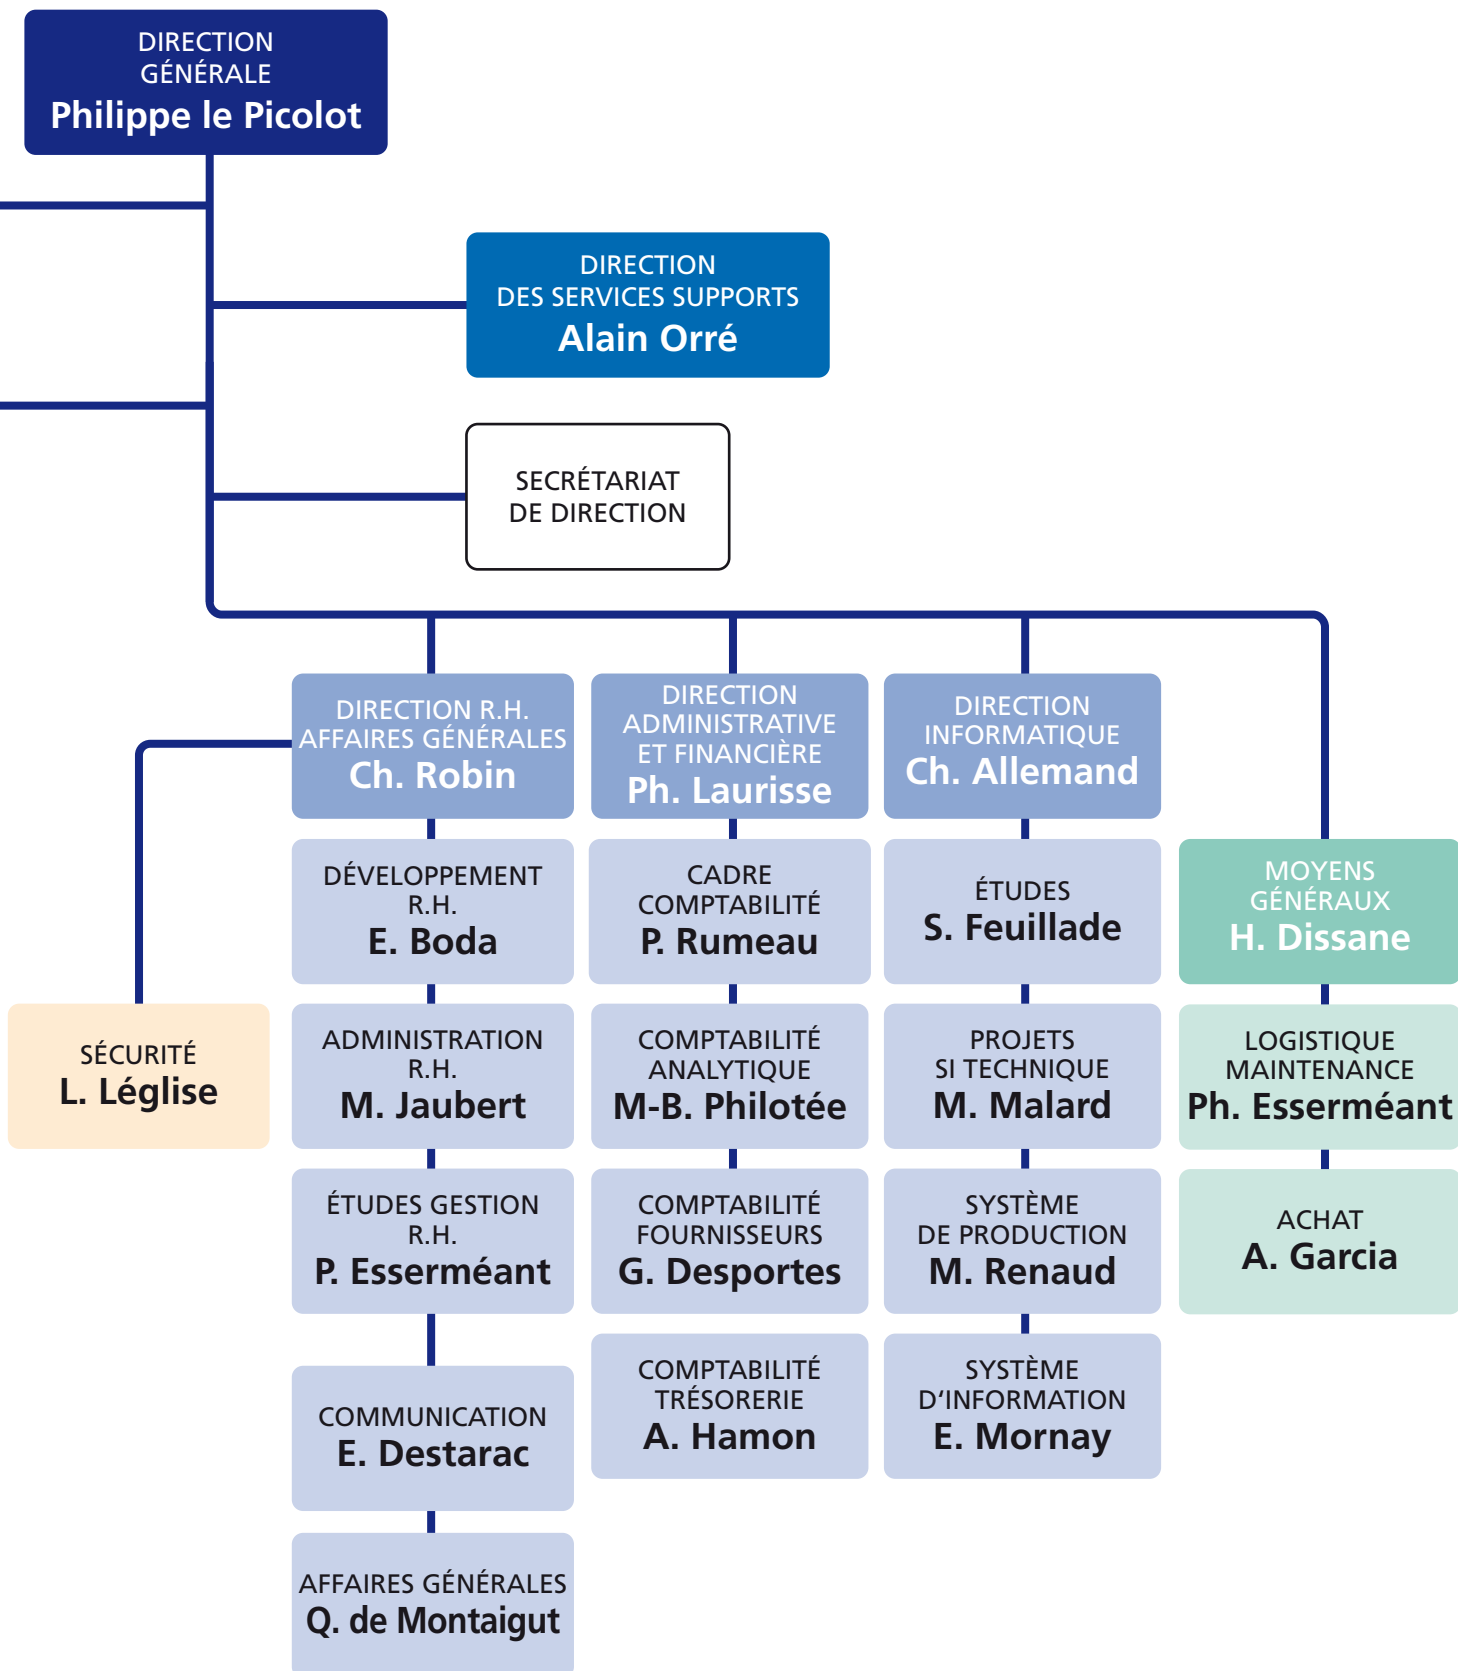 DIRECTION
GÉNÉRALE
Philippe le Picolot
DIRECTION
DES SERVICES SUPPORTS
Alain Orré
SECRÉTARIAT
DE DIRECTION
DIRECTION R.H.
AFFAIRES GÉNÉRALES
Ch. Robin
DIRECTION
ADMINISTRATIVE
ET FINANCIÈRE
Ph. Laurisse
DIRECTION
INFORMATIQUE
Ch. Allemand
DÉVELOPPEMENT
R.H.
E. Boda
CADRE
COMPTABILITÉ
P. Rumeau
ÉTUDES
S. Feuillade
MOYENS
GÉNÉRAUX
H. Dissane
SÉCURITÉ
L. Léglise
ADMINISTRATION
R.H.
M. Jaubert
COMPTABILITÉ
ANALYTIQUE
M-B. Philotée
PROJETS
SI TECHNIQUE
M. Malard
LOGISTIQUE
MAINTENANCE
Ph. Esserméant
ÉTUDES GESTION
R.H.
P. Esserméant
COMPTABILITÉ
FOURNISSEURS
G. Desportes
SYSTÈME
DE PRODUCTION
M. Renaud
ACHAT
A. Garcia
COMMUNICATION
E. Destarac
COMPTABILITÉ
TRÉSORERIE
A. Hamon
SYSTÈME
D'INFORMATION
E. Mornay
AFFAIRES GÉNÉRALES
Q. de Montaigut